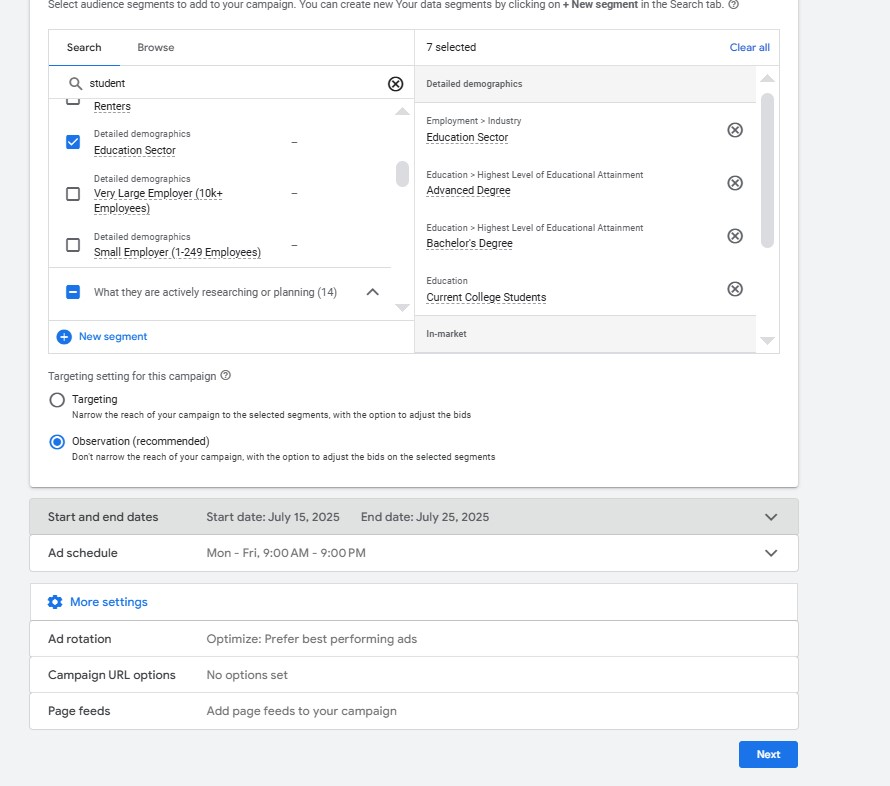 Select audience segments to add to your campaign. You can create new Your data segments by clicking on + New segment in the Search tab.
Search
Browse
7 selected
Clear all
student
Renters
Detailed demographics
Education Sector
–
Detailed demographics
Very Large Employer (10k+
Employees)
–
Detailed demographics
Small Employer (1-249 Employees)
–
What they are actively researching or planning (14)
New segment
Detailed demographics
Employment > Industry
Education Sector
Education > Highest Level of Educational Attainment
Advanced Degree
Education > Highest Level of Educational Attainment
Bachelor's Degree
Education
Current College Students
In-market
Targeting setting for this campaign
Targeting
Narrow the reach of your campaign to the selected segments, with the option to adjust the bids
Observation (recommended)
Don't narrow the reach of your campaign, with the option to adjust the bids on the selected segments
Start and end dates
Start date: July 15, 2025
End date: July 25, 2025
Ad schedule
Mon - Fri, 9:00 AM - 9:00 PM
More settings
Ad rotation
Optimize: Prefer best performing ads
Campaign URL options
No options set
Page feeds
Add page feeds to your campaign
Next